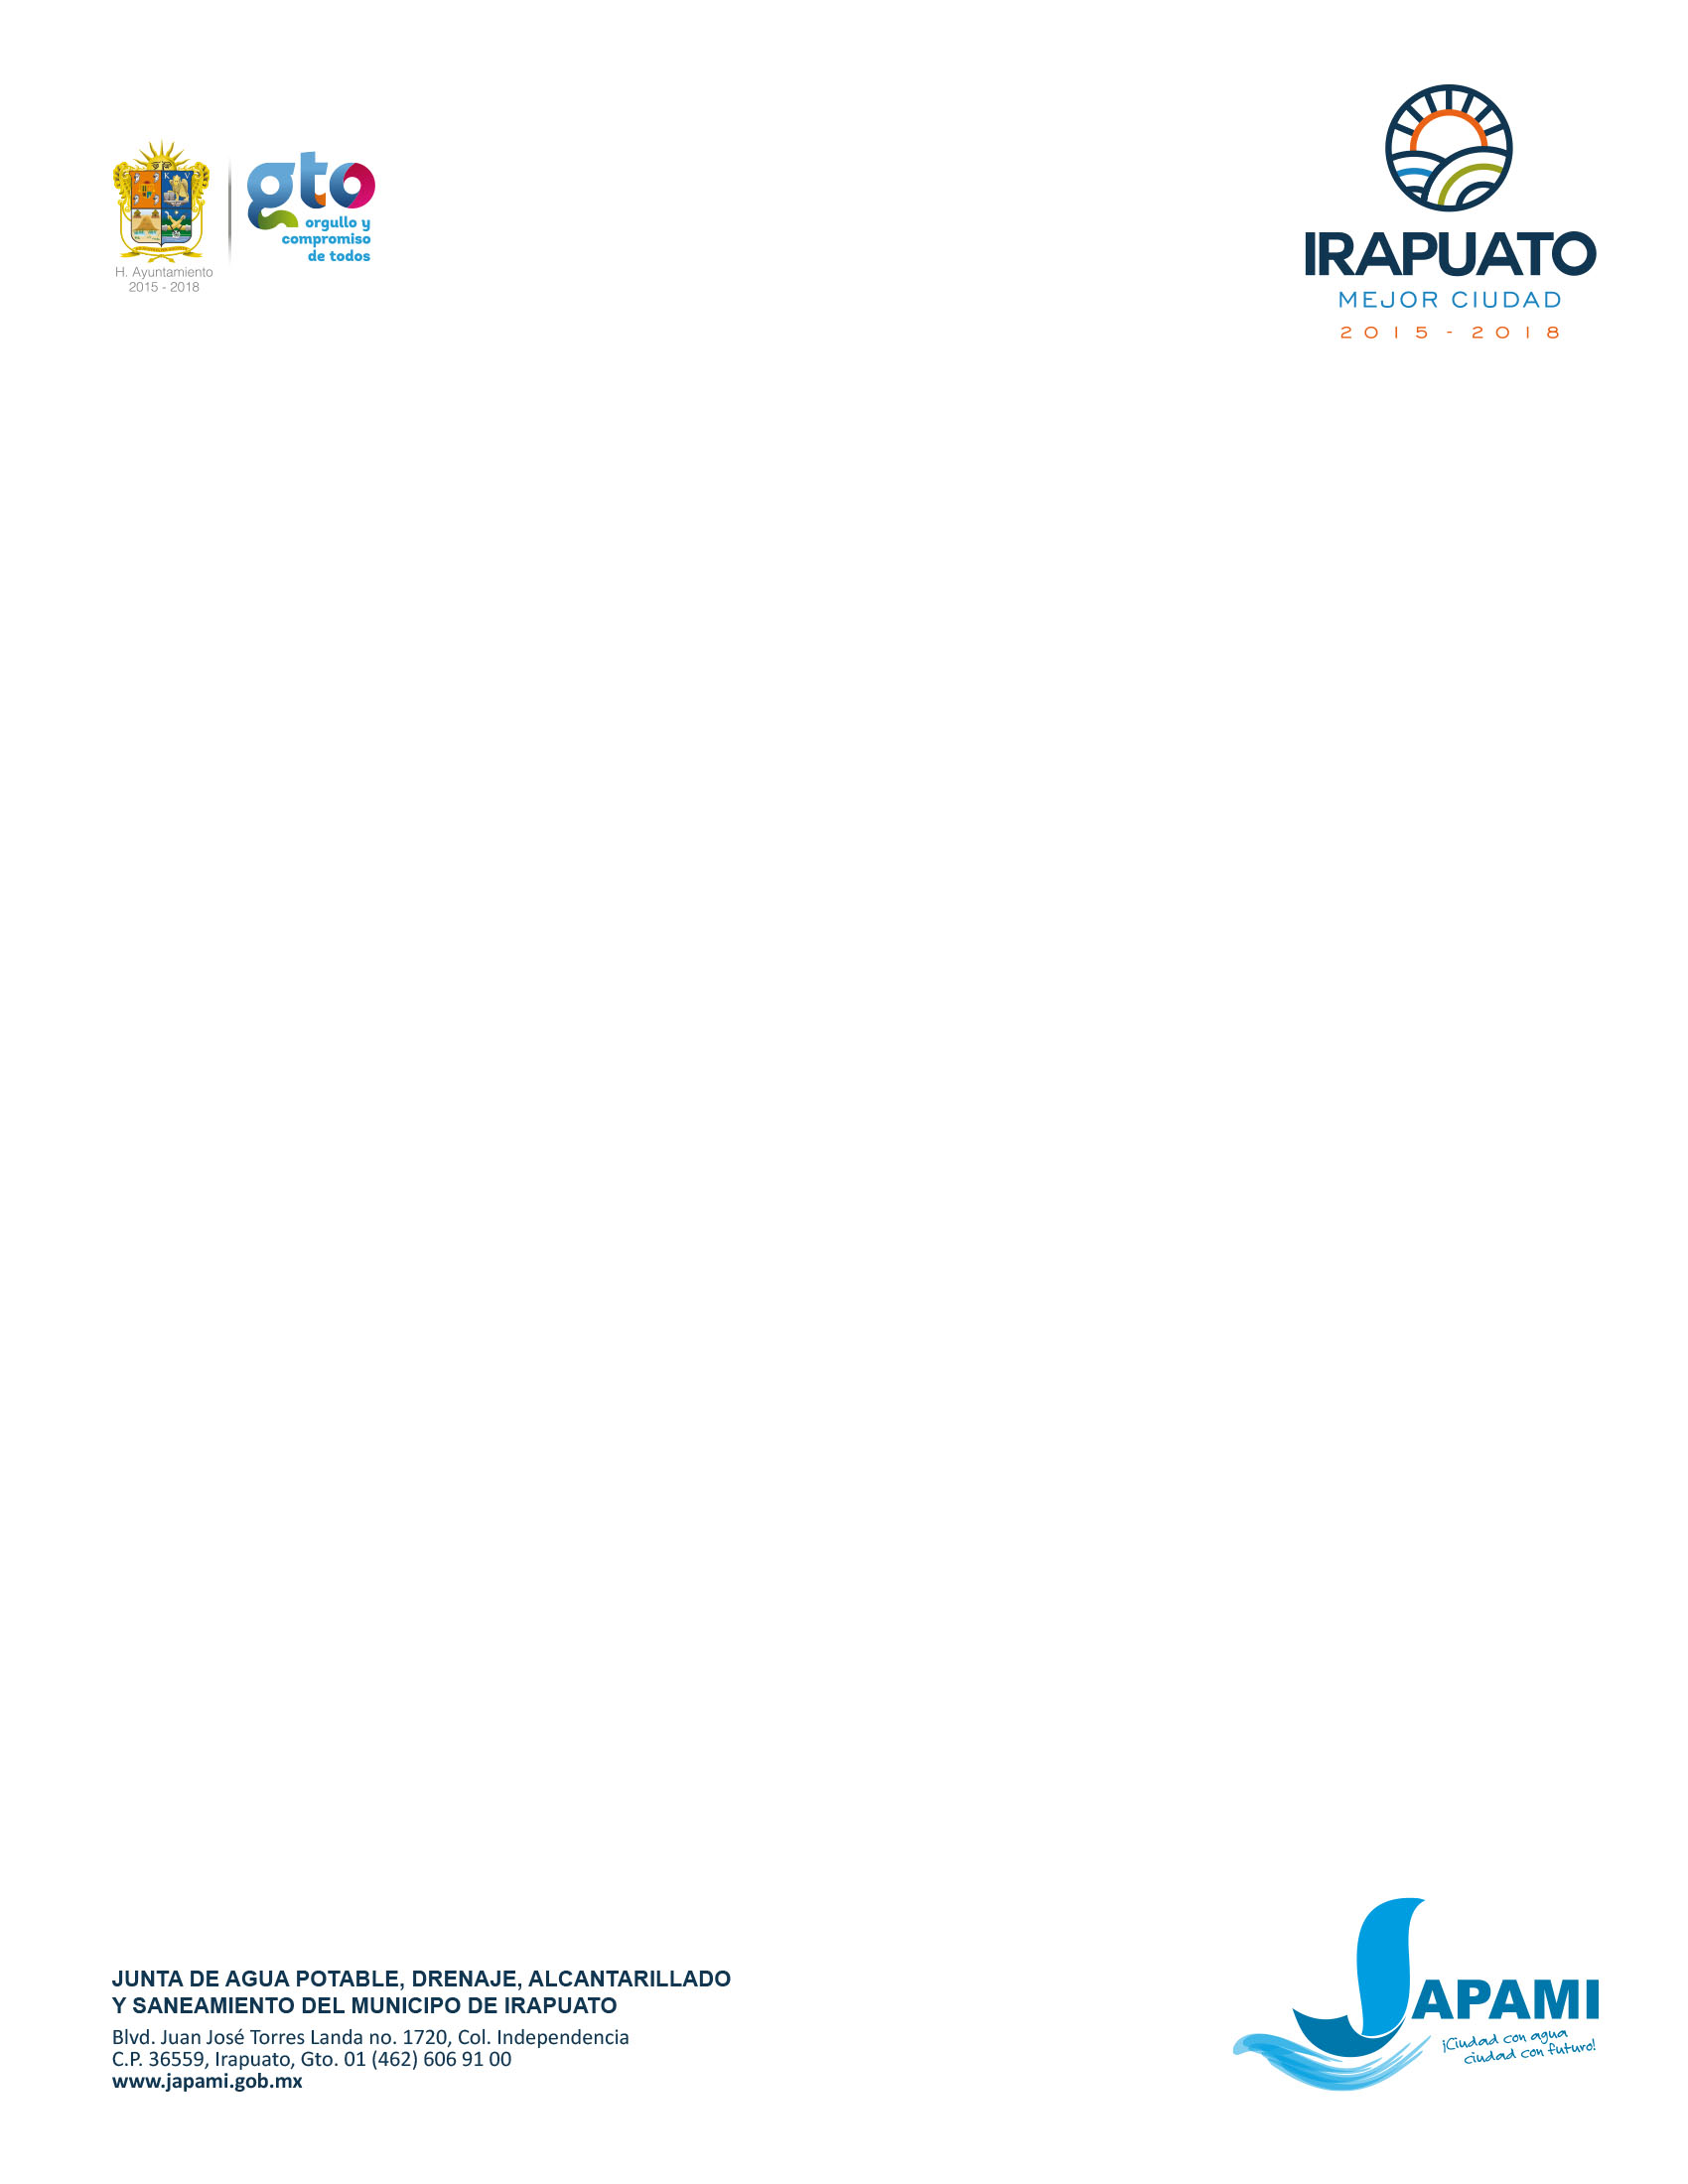 gto
orgullo y
compromiso
de todos
H. Ayuntamiento
2015 - 2018
IRAPUATO
MEJOR CIUDAD
2015 - 2018
JUNTA DE AGUA POTABLE, DRENAJE, ALCANTARILLADO
Y SANEAMIENTO DEL MUNICIPO DE IRAPUATO
Blvd. Juan José Torres Landa no. 1720, Col. Independencia
C.P. 36559, Irapuato, Gto. 01 (462) 606 91 00
www.japami.gob.mx
JAPAMI
¡Ciudad con agua
ciudad con futuro!